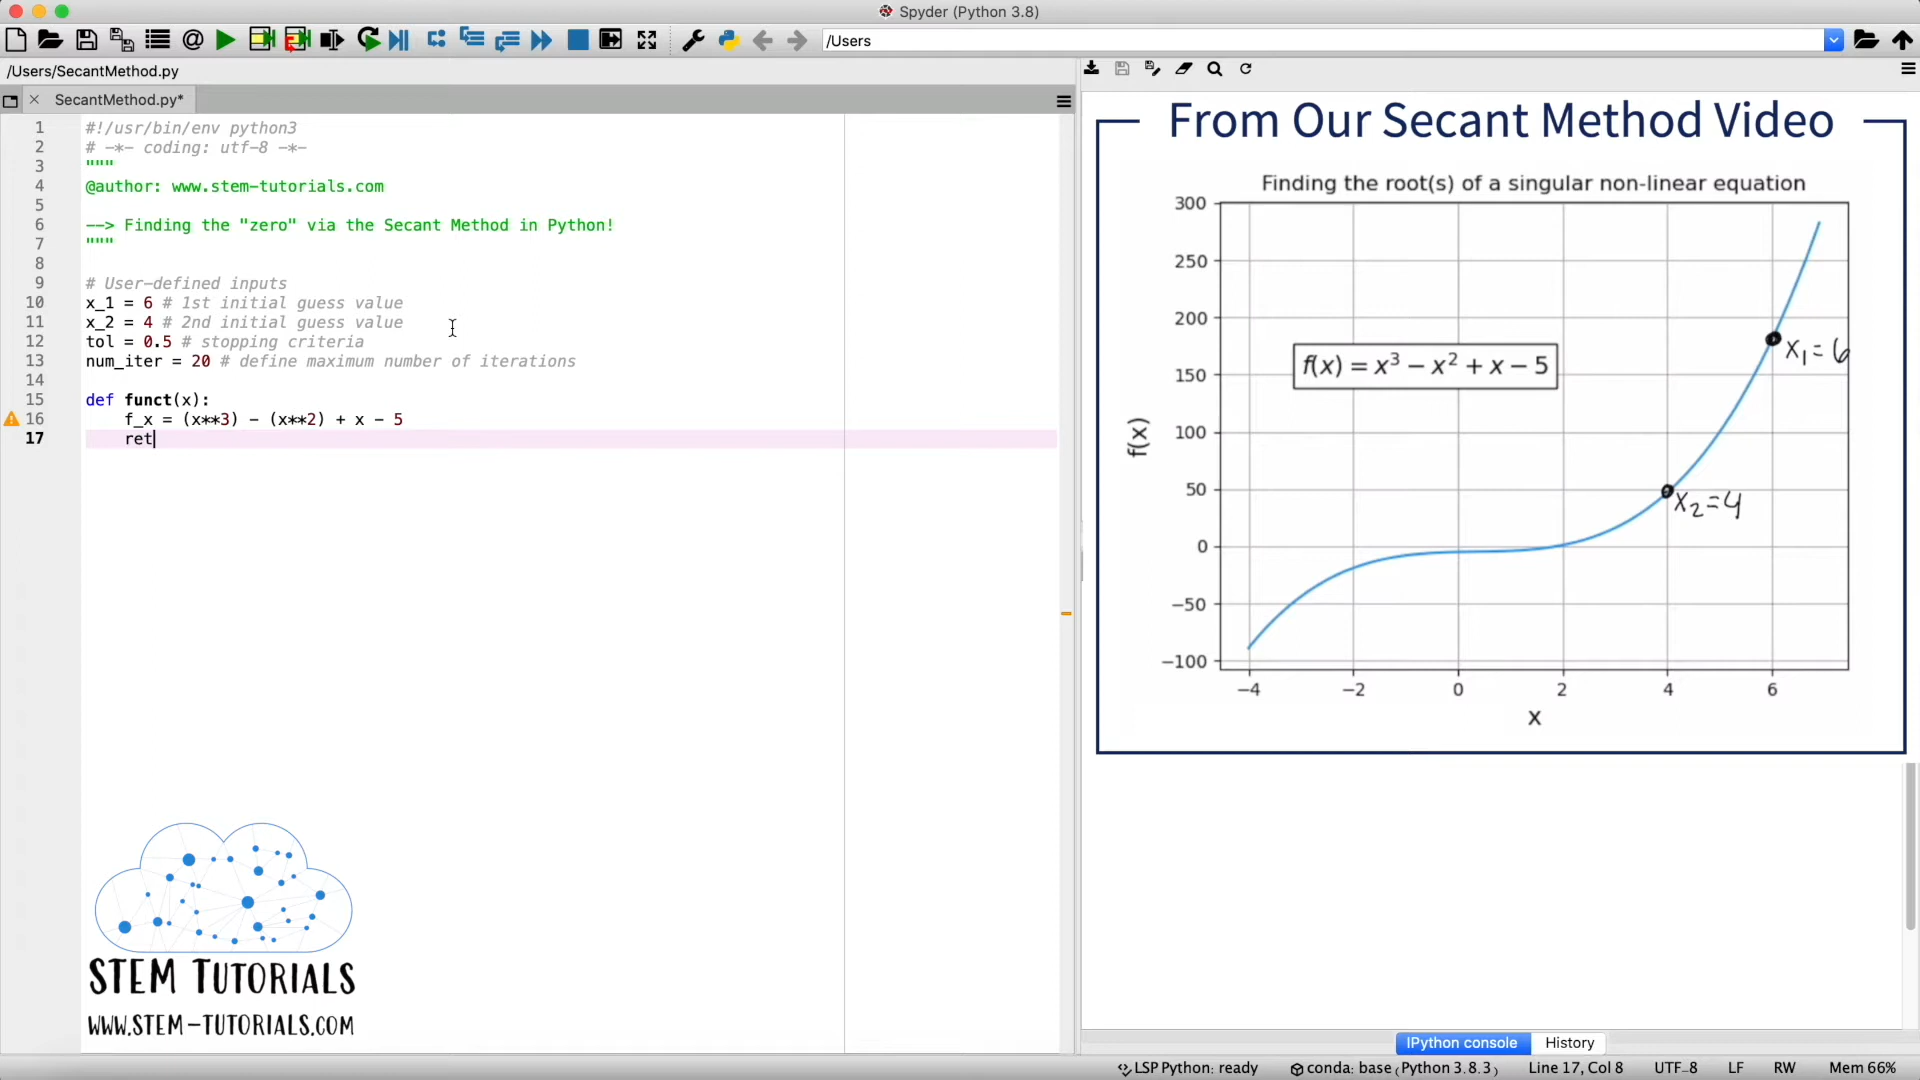 Spyder (Python 3.8)
/Users
/Users/SecantMethod.py
SecantMethod.py*
1 #!/usr/bin/env python3
2 # -*- coding: utf-8 -*-
3 """
4 @author: www.stem-tutorials.com
5
6 --> Finding the "zero" via the Secant Method in Python!
7 """
8
9 # User-defined inputs
10 x_1 = 6 # 1st initial guess value
11 x_2 = 4 # 2nd initial guess value
12 tol = 0.5 # stopping criteria
13 num_iter = 20 # define maximum number of iterations
14
15 def funct(x):
16 f_x = (x**3) - (x**2) + x - 5
17 ret
STEM TUTORIALS
WWW.STEM-TUTORIALS.COM
From Our Secant Method Video
Finding the root(s) of a singular non-linear equation
300
250
200
150
100
50
0
−50
−100
f(x)
f(x) = x³ − x² + x − 5
x₁ = 6
x₂ = 4
−4 −2 0 2 4 6
x
IPython console History
LSP Python: ready conda: base (Python 3.8.3) Line 17, Col 8 UTF-8 LF RW Mem 66%